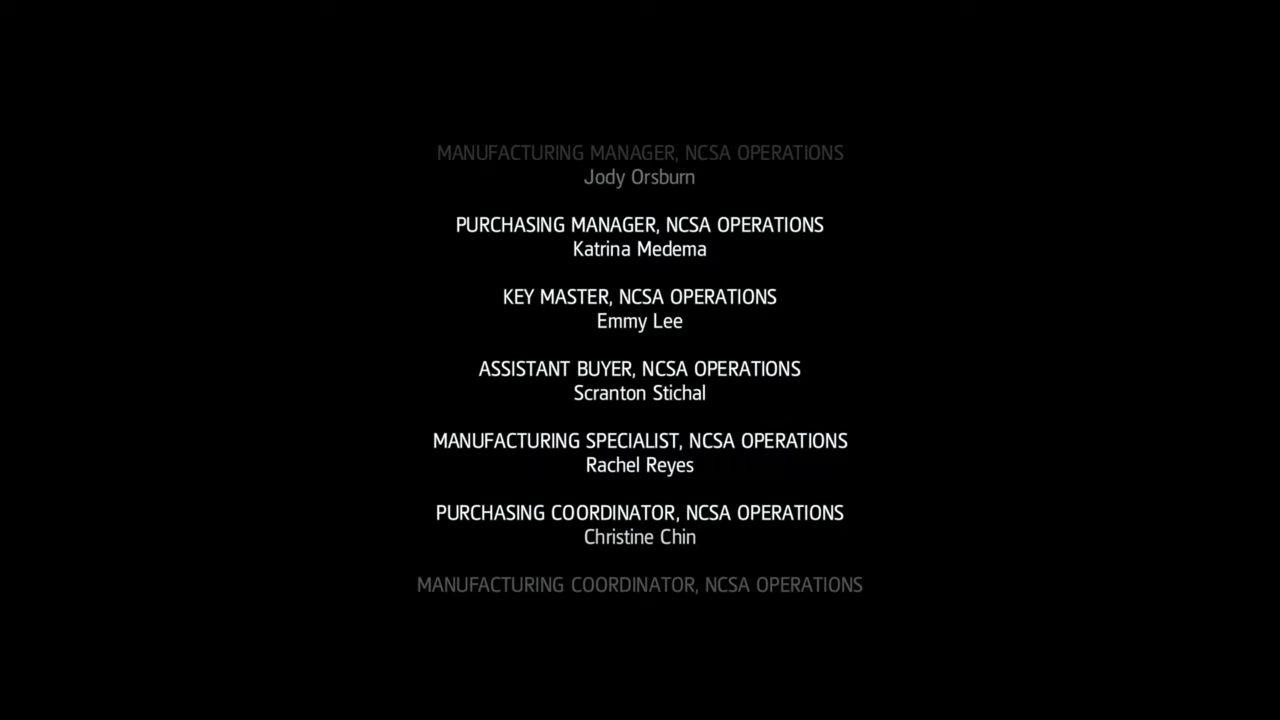 MANUFACTURING MANAGER, NCSA OPERATIONS
Jody Orsburn
PURCHASING MANAGER, NCSA OPERATIONS
Katrina Medema
KEY MASTER, NCSA OPERATIONS
Emmy Lee
ASSISTANT BUYER, NCSA OPERATIONS
Scranton Stichal
MANUFACTURING SPECIALIST, NCSA OPERATIONS
Rachel Reyes
PURCHASING COORDINATOR, NCSA OPERATIONS
Christine Chin
MANUFACTURING COORDINATOR, NCSA OPERATIONS